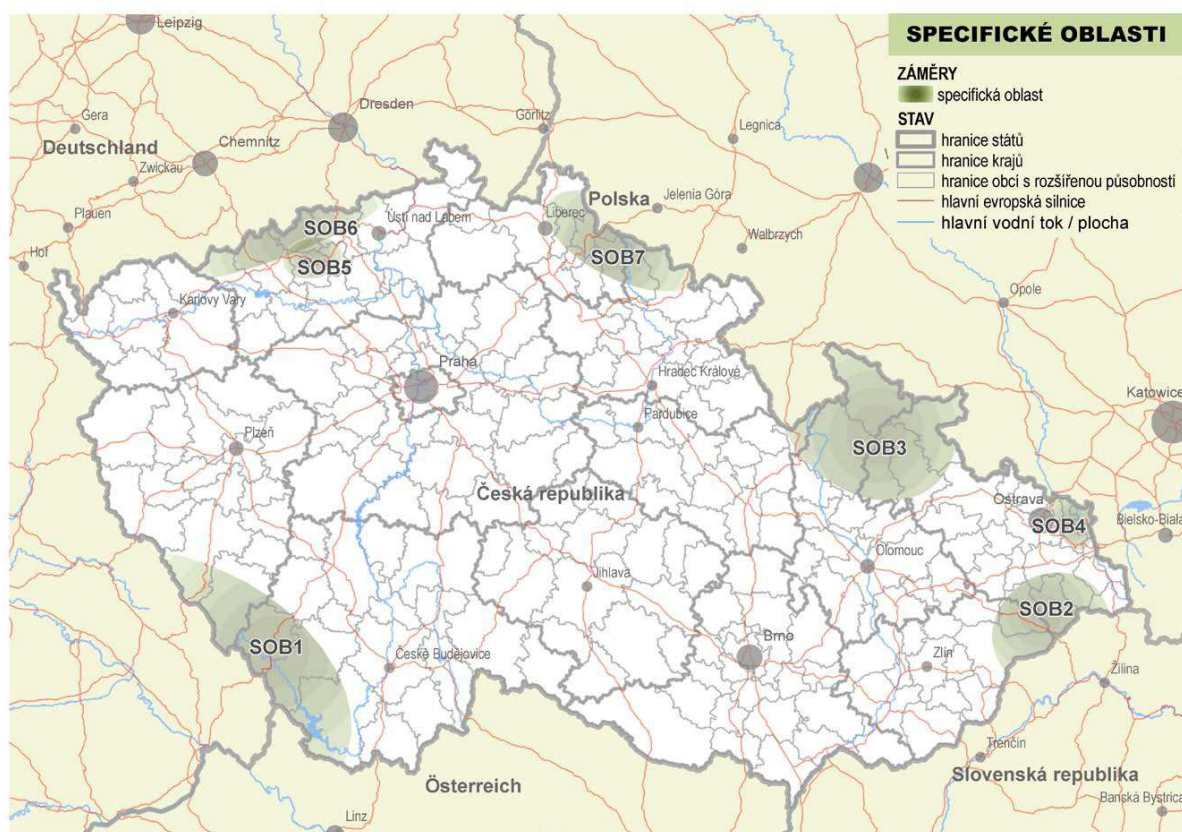 SPECIFICKÉ OBLASTI
ZÁMĚRY
specifická oblast
STAV
hranice států
hranice krajů
hranice obcí s rozšířenou působností
hlavní evropská silnice
hlavní vodní tok / plocha
Leipzig
Dresden
Gera
Görlitz
Legnica
Deutschland
Chemnitz
Zwickau
Polska
Jelenia Góra
Plauen
SOB6
Ústí nad Labem
Liberec
Wałbrzych
Hof
SOB5
SOB7
Karlovy Vary
Opole
Praha
Hradec Králové
Katowice
Pardubice
Plzeň
SOB3
Česká republika
Ostrava
SOB4
Bielsko-Biała
Olomouc
Jihlava
SOB2
SOB1
Brno
České Budějovice
Zlín
Žilina
Trenčín
Österreich
Slovenská republika
Banská Bystrica
Linz